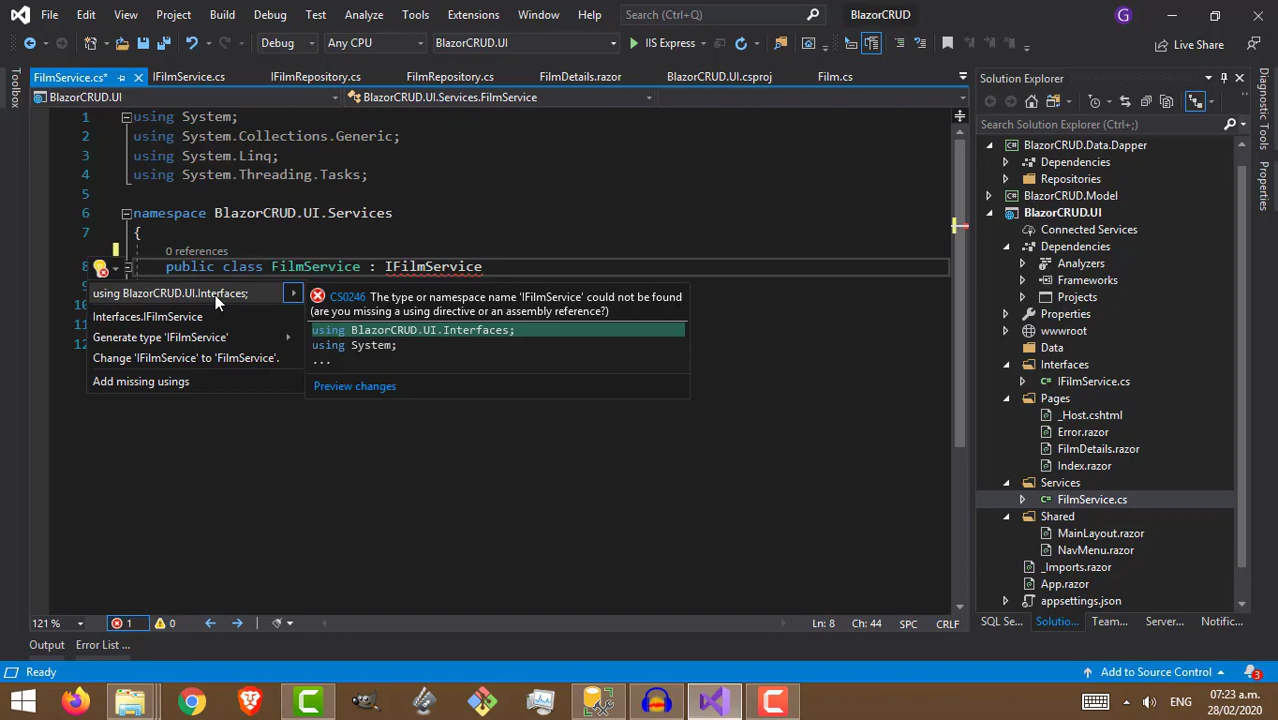 File Edit View Project Build Debug Test Analyze Tools Extensions Window Help Search (Ctrl+Q) BlazorCRUD G
Debug Any CPU BlazorCRUD.UI IIS Express Live Share
FilmService.cs* IFilmService.cs IFilmRepository.cs FilmRepository.cs FilmDetails.razor BlazorCRUD.UI.csproj Film.cs
BlazorCRUD.UI BlazorCRUD.UI.Services.FilmService
Toolbox
1 using System;
2 using System.Collections.Generic;
3 using System.Linq;
4 using System.Threading.Tasks;
5
6 namespace BlazorCRUD.UI.Services
7 {
0 references
8 public class FilmService : IFilmService
using BlazorCRUD.UI.Interfaces;
Interfaces.IFilmService
Generate type 'IFilmService'
Change 'IFilmService' to 'FilmService'.
Add missing usings
CS0246 The type or namespace name 'IFilmService' could not be found
(are you missing a using directive or an assembly reference?)
using BlazorCRUD.UI.Interfaces;
using System;
...
Preview changes
121 % 1 0 Ln: 8 Ch: 44 SPC CRLF
Output Error List ...
Solution Explorer
Search Solution Explorer (Ctrl+;)
BlazorCRUD.Data.Dapper
Dependencies
Repositories
BlazorCRUD.Model
BlazorCRUD.UI
Connected Services
Dependencies
Analyzers
Frameworks
Projects
Properties
wwwroot
Data
Interfaces
IFilmService.cs
Pages
_Host.cshtml
Error.razor
FilmDetails.razor
Index.razor
Services
FilmService.cs
Shared
MainLayout.razor
NavMenu.razor
_Imports.razor
App.razor
appsettings.json
SQL Se... Solutio... Team... Server... Notific...
Diagnostic Tools
Properties
Ready Add to Source Control 3
ENG 07:23 a.m.
28/02/2020